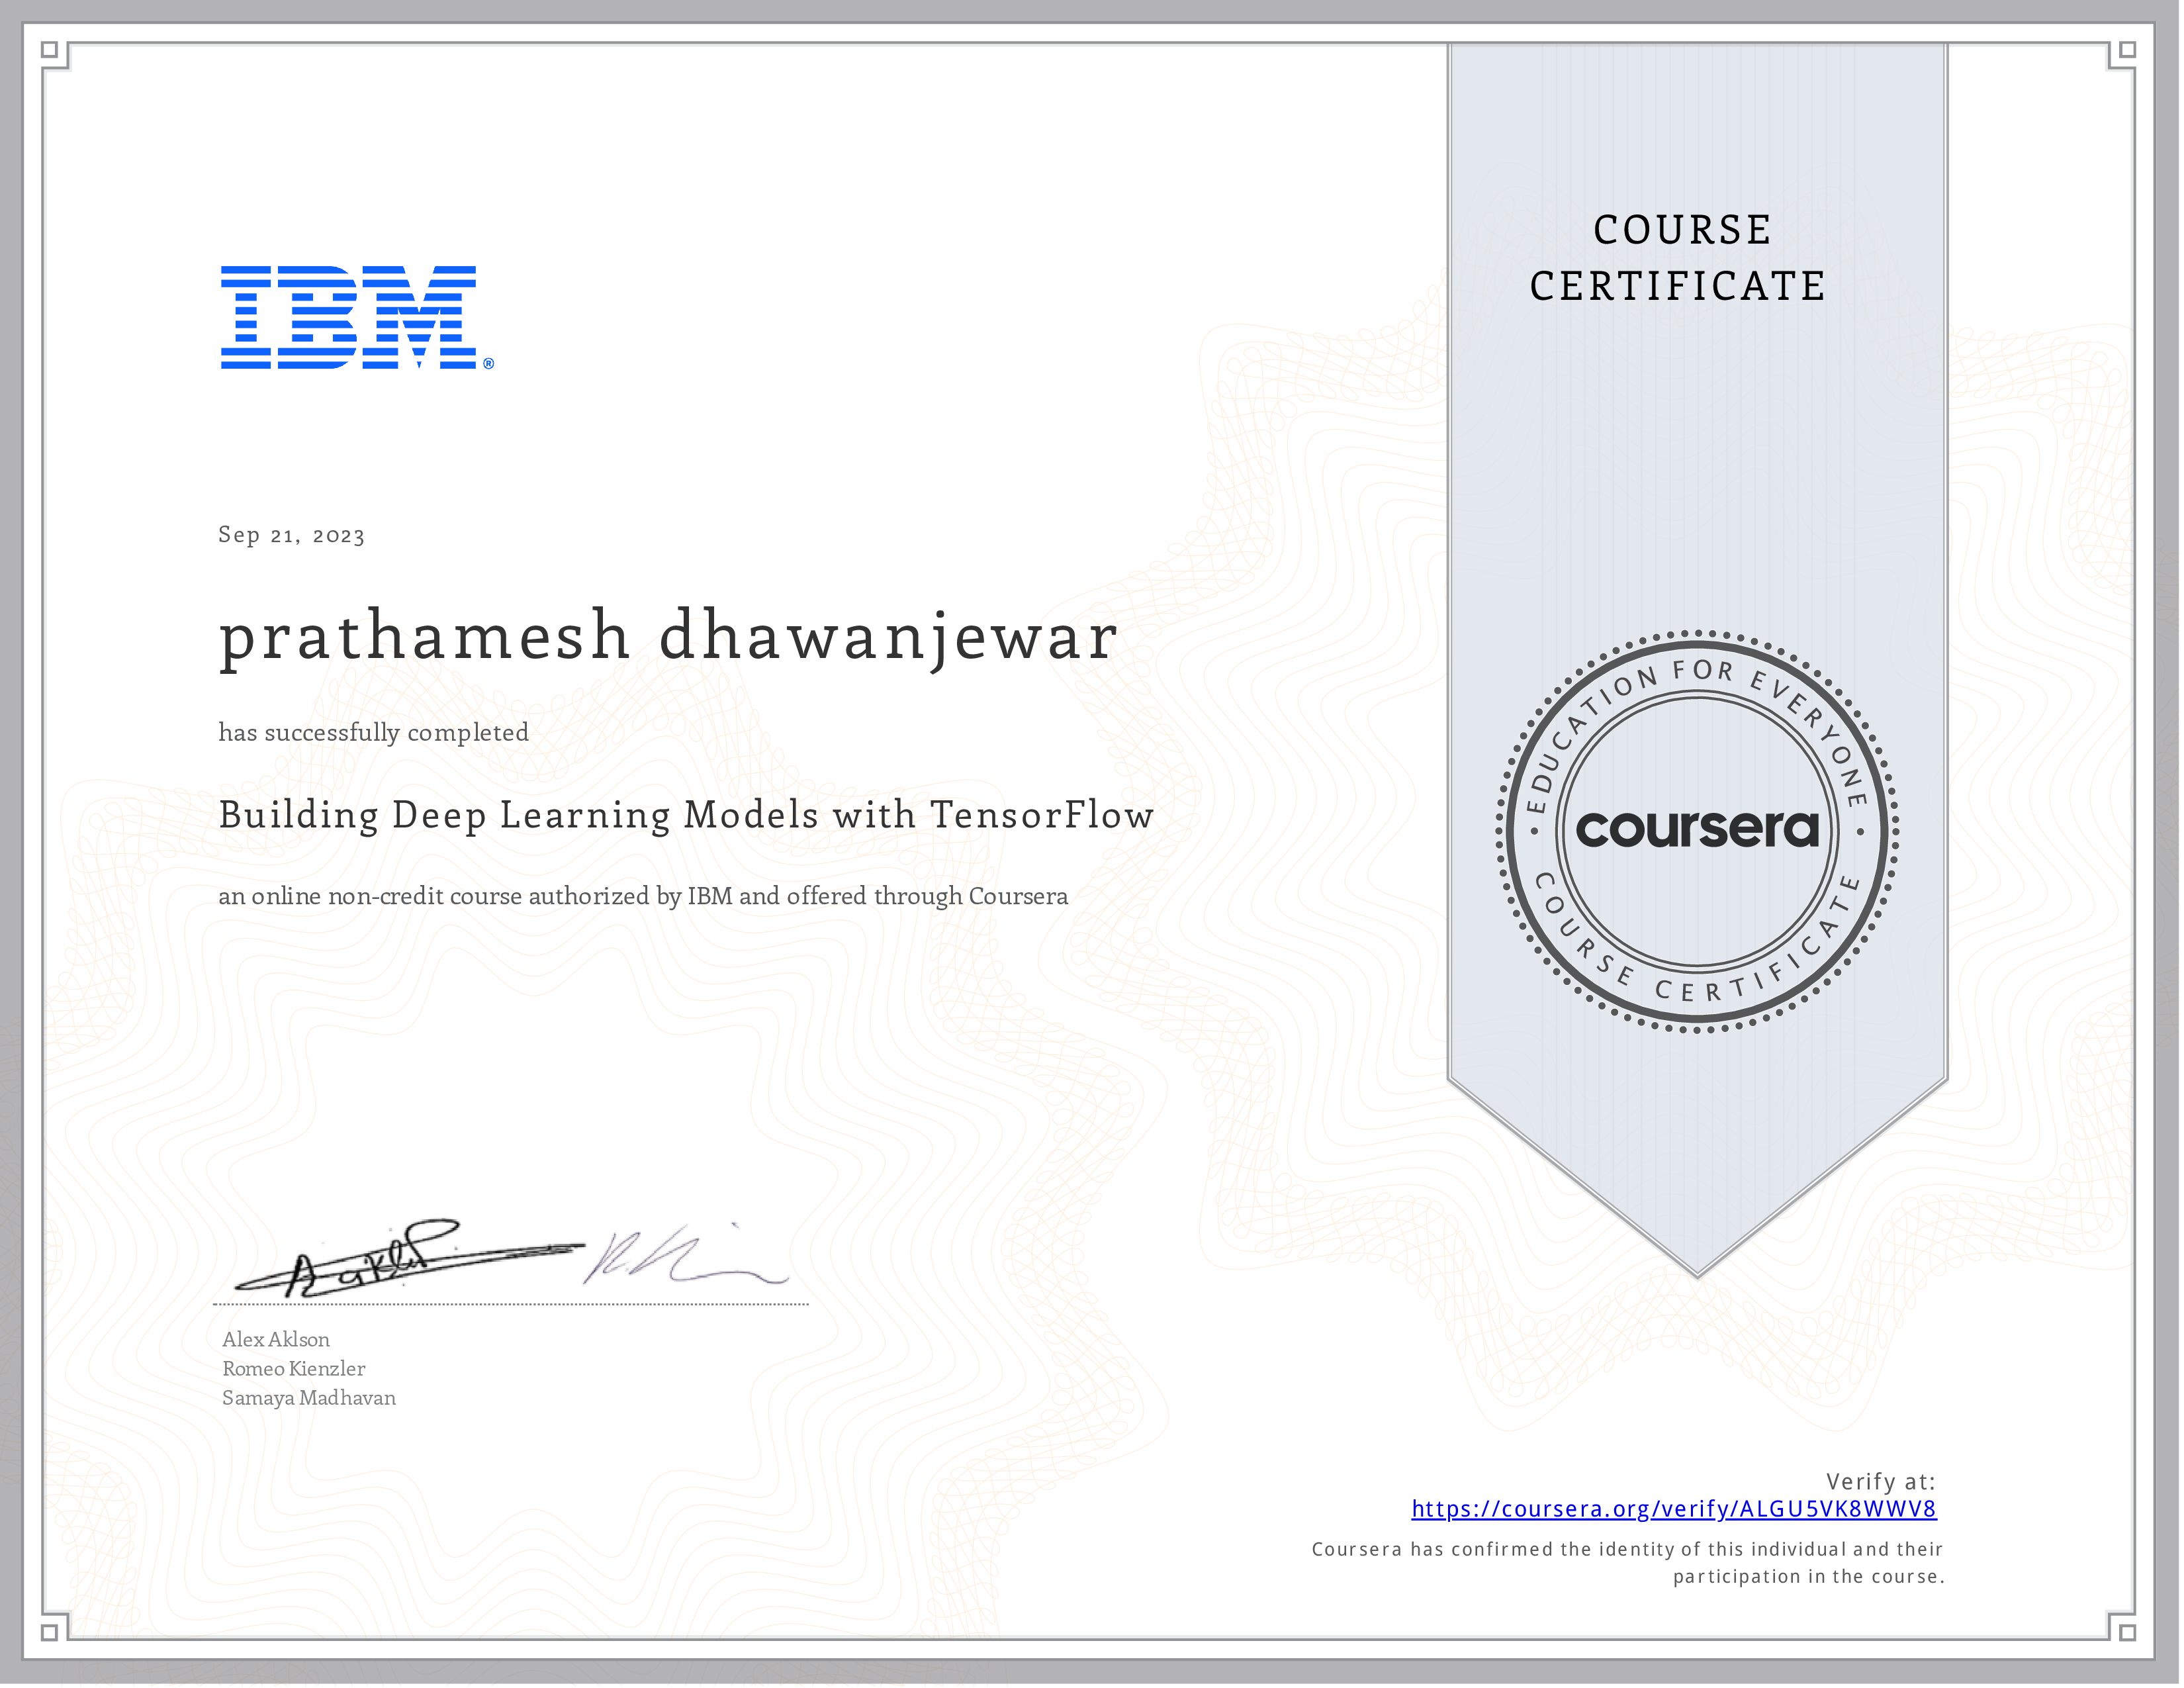 COURSE
CERTIFICATE
IBM®
Sep 21, 2023
prathamesh dhawanjewar
has successfully completed
Building Deep Learning Models with TensorFlow
an online non-credit course authorized by IBM and offered through Coursera
EDUCATION FOR EVERYONE
coursera
COURSE CERTIFICATE
Alex Aklson
Romeo Kienzler
Samaya Madhavan
Verify at:
https://coursera.org/verify/ALGU5VK8WWV8
Coursera has confirmed the identity of this individual and their
participation in the course.